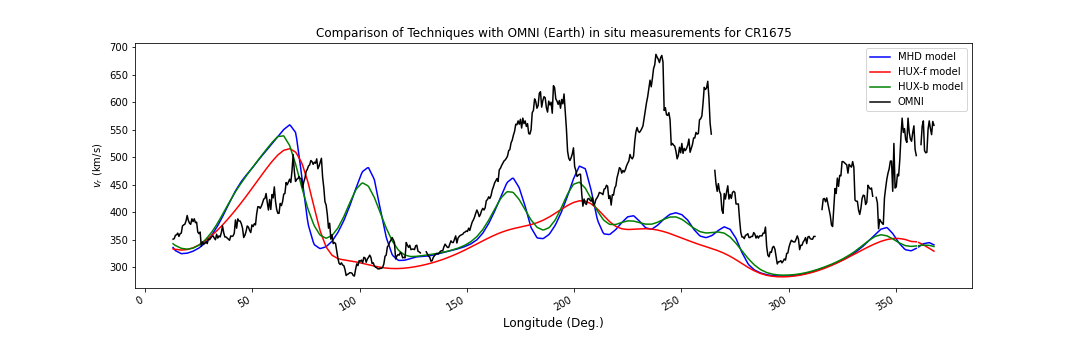 Comparison of Techniques with OMNI (Earth) in situ measurements for CR1675
700
650
600
550
500
450
400
350
300
v_r (km/s)
MHD model
HUX-f model
HUX-b model
OMNI
0
50
100
150
200
250
300
350
Longitude (Deg.)